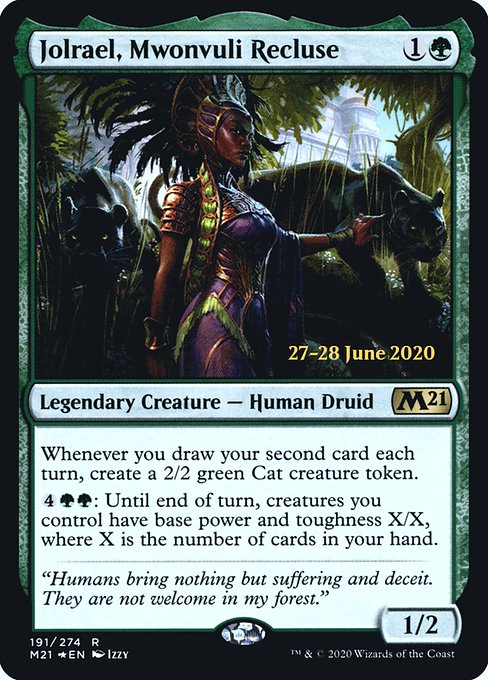 Jolrael, Mwonvuli Recluse 1
27–28 June 2020
Legendary Creature — Human Druid M21
Whenever you draw your second card each
turn, create a 2/2 green Cat creature token.
4 : Until end of turn, creatures you
control have base power and toughness X/X,
where X is the number of cards in your hand.
“Humans bring nothing but suffering and deceit.
They are not welcome in my forest.”
1/2
191/274 R
M21 ★ EN Izzy
™ & © 2020 Wizards of the Coast